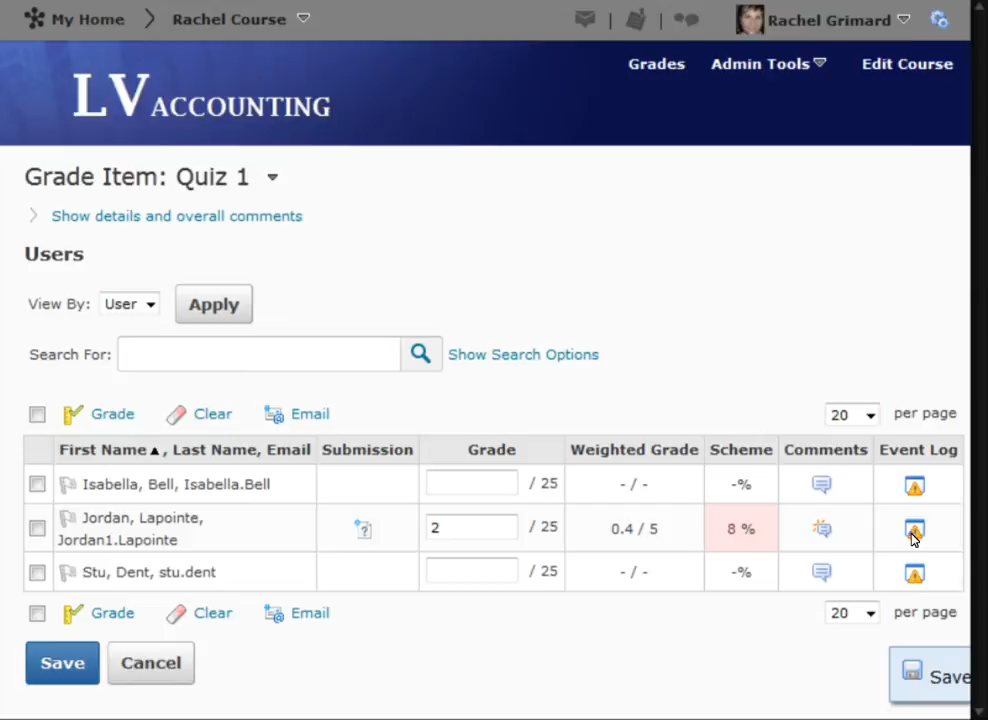 My Home Rachel Course Rachel Grimard
Grades Admin Tools Edit Course
LV ACCOUNTING
Grade Item: Quiz 1
Show details and overall comments
Users
View By: User Apply
Search For: Show Search Options
Grade Clear Email 20 per page
First Name, Last Name, Email Submission Grade Weighted Grade Scheme Comments Event Log
Isabella, Bell, Isabella.Bell / 25 - / - -%
Jordan, Lapointe,
Jordan1.Lapointe ? 2 / 25 0.4 / 5 8 %
Stu, Dent, stu.dent / 25 - / - -%
Grade Clear Email 20 per page
Save Cancel
Save